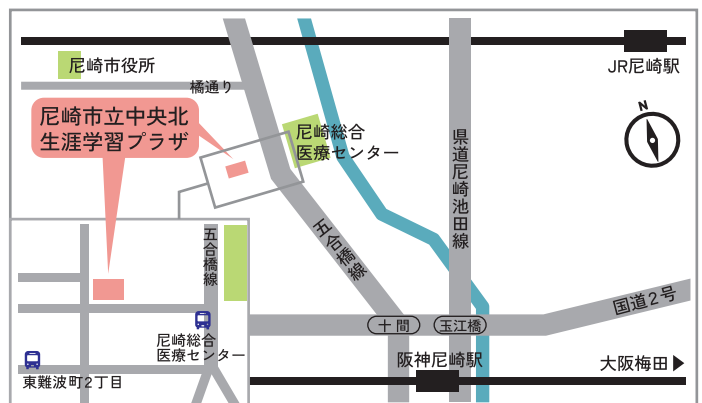 尼崎市役所
JR尼崎駅
橘通り
尼崎市立中央北
生涯学習プラザ
尼崎総合
医療センター
N
県道尼崎池田線
五合橋線
五合橋線
国道2号
十間
玉江橋
尼崎総合
医療センター
阪神尼崎駅
大阪梅田▶
東難波町2丁目